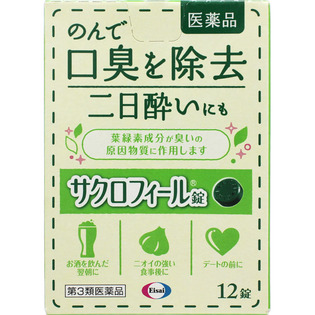 医薬品
のんで
口臭を除去
二日酔いにも
葉緑素成分が臭いの
原因物質に作用します
サクロフィール®錠
お酒を飲んだ
翌朝に
ニオイの強い
食事後に
デートの前に
第3類医薬品
Eisai
12錠